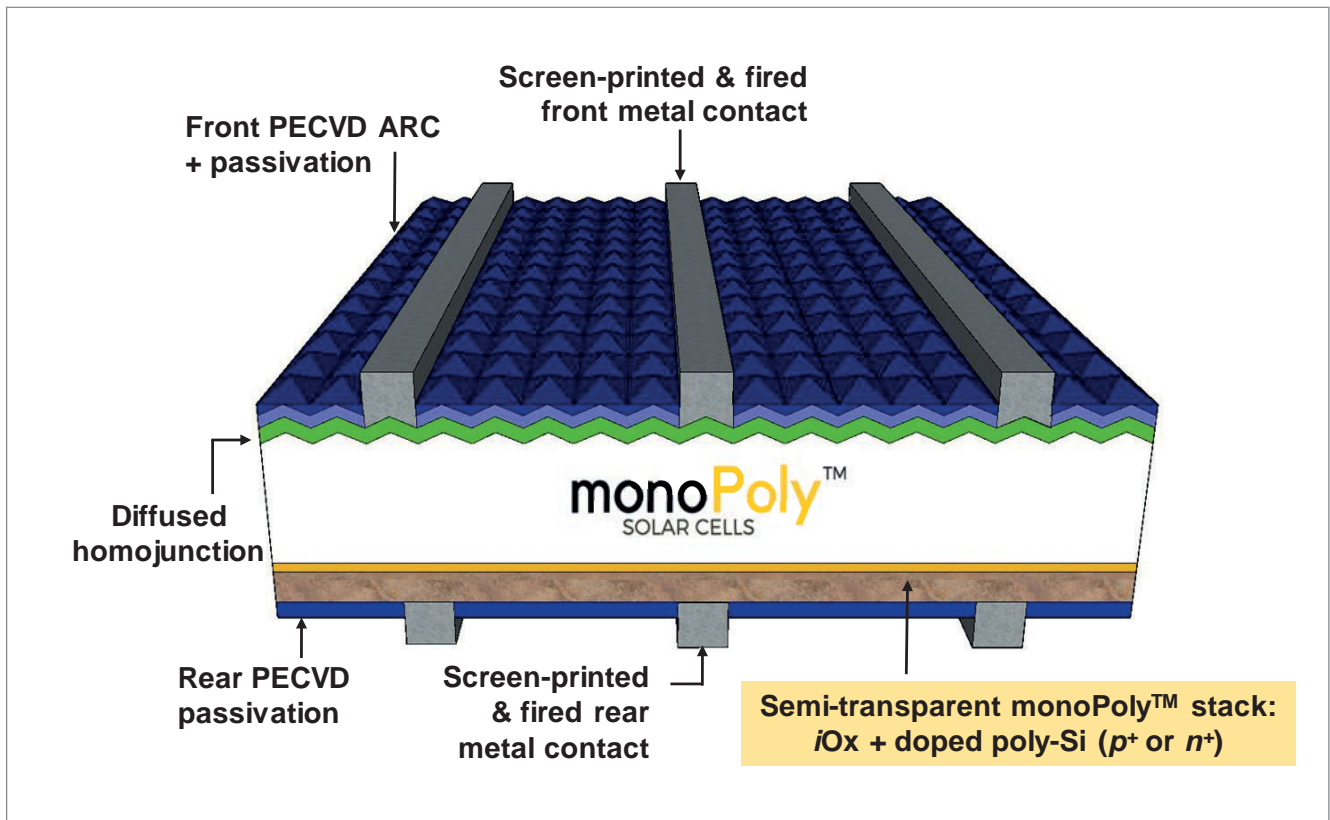 Screen-printed & fired
front metal contact
Front PECVD ARC
+ passivation
monoPoly™
SOLAR CELLS
Diffused
homojunction
Rear PECVD
passivation
Screen-printed
& fired rear
metal contact
Semi-transparent monoPoly™ stack:
iOx + doped poly-Si (p⁺ or n⁺)